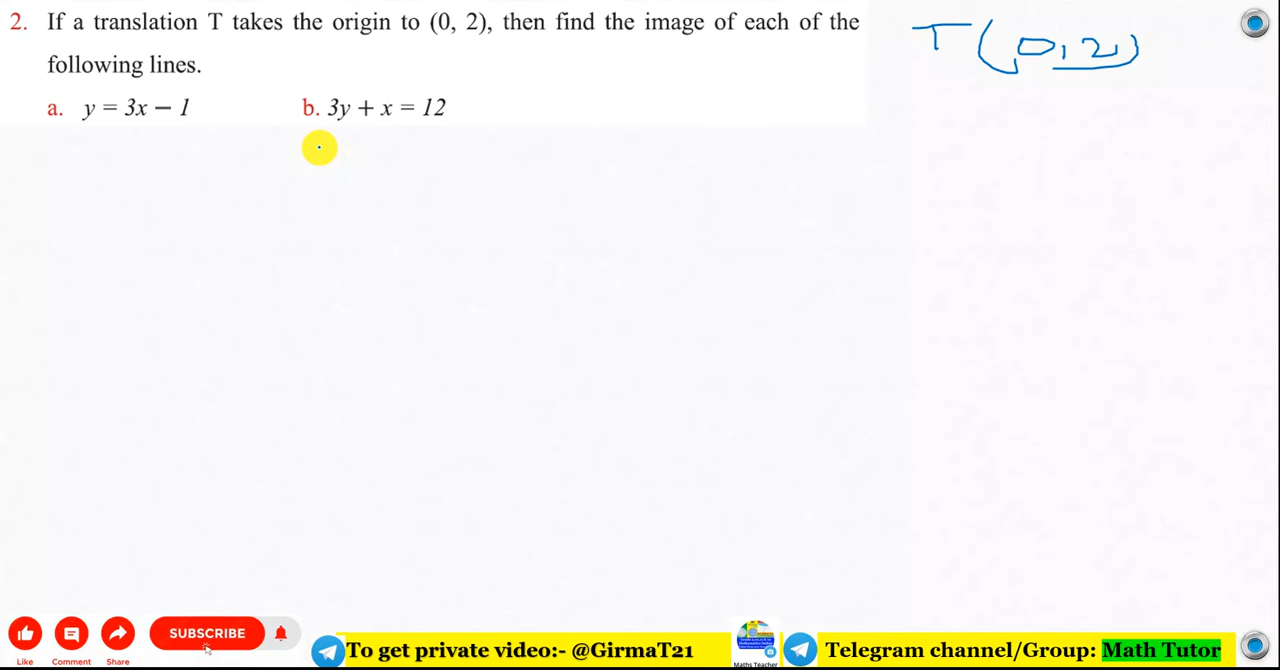 2. If a translation T takes the origin to (0, 2), then find the image of each of the
following lines.
a. y = 3x − 1 b. 3y + x = 12
T(0, 2)
Like
Comment
Share
SUBSCRIBE
To get private video:- @GirmaT21
Maths Teacher
Telegram channel/Group: Math Tutor